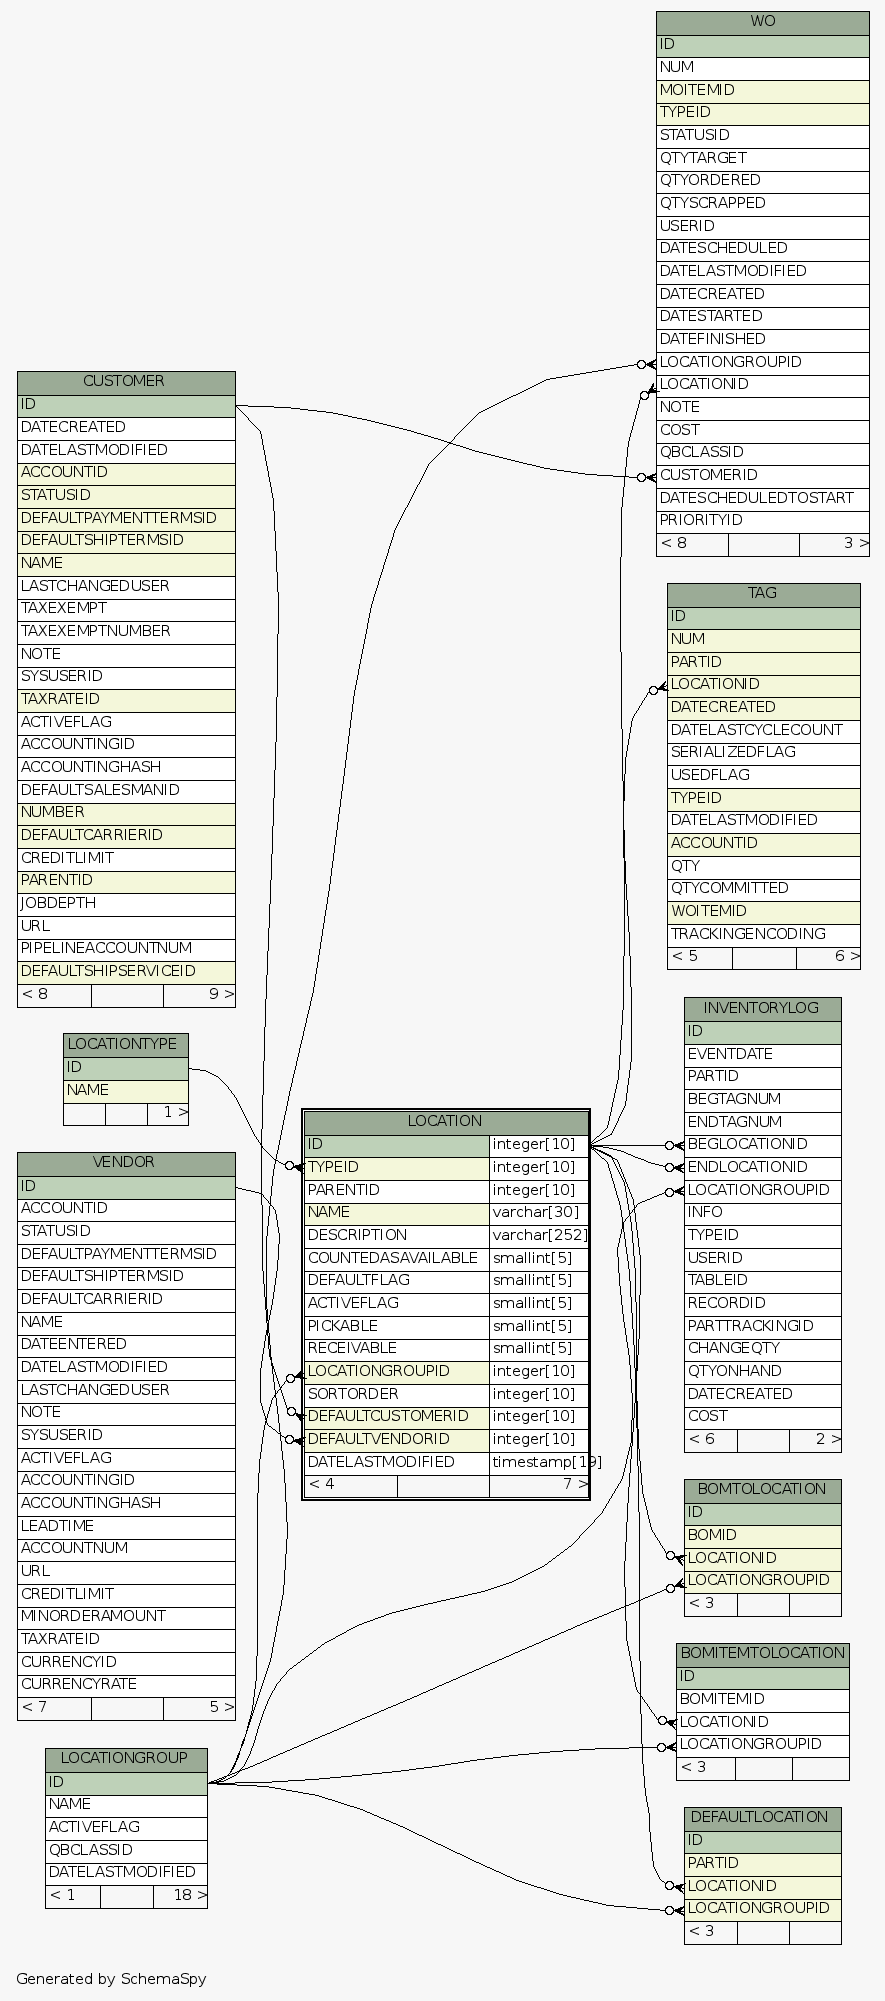 WO
ID
NUM
MOITEMID
TYPEID
STATUSID
QTYTARGET
QTYORDERED
QTYSCRAPPED
USERID
DATESCHEDULED
DATELASTMODIFIED
DATECREATED
DATESTARTED
DATEFINISHED
LOCATIONGROUPID
LOCATIONID
NOTE
COST
QBCLASSID
CUSTOMERID
DATESCHEDULEDTOSTART
PRIORITYID
< 8 3 >
CUSTOMER
ID
DATECREATED
DATELASTMODIFIED
ACCOUNTID
STATUSID
DEFAULTPAYMENTTERMSID
DEFAULTSHIPTERMSID
NAME
LASTCHANGEDUSER
TAXEXEMPT
TAXEXEMPTNUMBER
NOTE
SYSUSERID
TAXRATEID
ACTIVEFLAG
ACCOUNTINGID
ACCOUNTINGHASH
DEFAULTSALESMANID
NUMBER
DEFAULTCARRIERID
CREDITLIMIT
PARENTID
JOBDEPTH
URL
PIPELINEACCOUNTNUM
DEFAULTSHIPSERVICEID
< 8 9 >
TAG
ID
NUM
PARTID
LOCATIONID
DATECREATED
DATELASTCYCLECOUNT
SERIALIZEDFLAG
USEDFLAG
TYPEID
DATELASTMODIFIED
ACCOUNTID
QTY
QTYCOMMITTED
WOITEMID
TRACKINGENCODING
< 5 6 >
LOCATIONTYPE
ID
NAME
1 >
VENDOR
ID
ACCOUNTID
STATUSID
DEFAULTPAYMENTTERMSID
DEFAULTSHIPTERMSID
DEFAULTCARRIERID
NAME
DATEENTERED
DATELASTMODIFIED
LASTCHANGEDUSER
NOTE
SYSUSERID
ACTIVEFLAG
ACCOUNTINGID
ACCOUNTINGHASH
LEADTIME
ACCOUNTNUM
URL
CREDITLIMIT
MINORDERAMOUNT
TAXRATEID
CURRENCYID
CURRENCYRATE
< 7 5 >
LOCATION
ID integer[10]
TYPEID integer[10]
PARENTID integer[10]
NAME varchar[30]
DESCRIPTION varchar[252]
COUNTEDASAVAILABLE smallint[5]
DEFAULTFLAG smallint[5]
ACTIVEFLAG smallint[5]
PICKABLE smallint[5]
RECEIVABLE smallint[5]
LOCATIONGROUPID integer[10]
SORTORDER integer[10]
DEFAULTCUSTOMERID integer[10]
DEFAULTVENDORID integer[10]
DATELASTMODIFIED timestamp[19]
< 4 7 >
INVENTORYLOG
ID
EVENTDATE
PARTID
BEGTAGNUM
ENDTAGNUM
BEGLOCATIONID
ENDLOCATIONID
LOCATIONGROUPID
INFO
TYPEID
USERID
TABLEID
RECORDID
PARTTRACKINGID
CHANGEQTY
QTYONHAND
DATECREATED
COST
< 6 2 >
BOMTOLOCATION
ID
BOMID
LOCATIONID
LOCATIONGROUPID
< 3
BOMITEMTOLOCATION
ID
BOMITEMID
LOCATIONID
LOCATIONGROUPID
< 3
LOCATIONGROUP
ID
NAME
ACTIVEFLAG
QBCLASSID
DATELASTMODIFIED
< 1 18 >
DEFAULTLOCATION
ID
PARTID
LOCATIONID
LOCATIONGROUPID
< 3
Generated by SchemaSpy